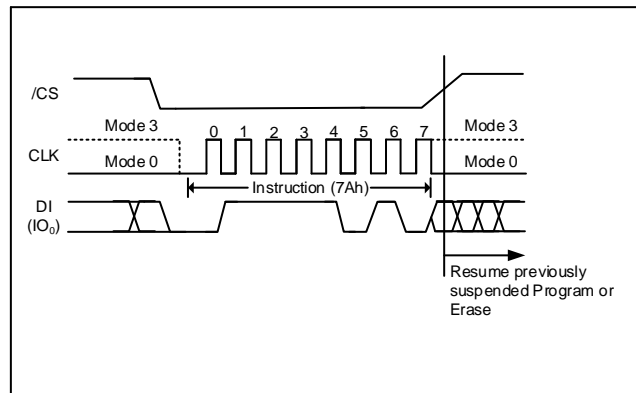 /CS
Mode 3 0 1 2 3 4 5 6 7 Mode 3
CLK
Mode 0 Mode 0
Instruction (7Ah)
DI
(IO₀)
Resume previously
suspended Program or
Erase